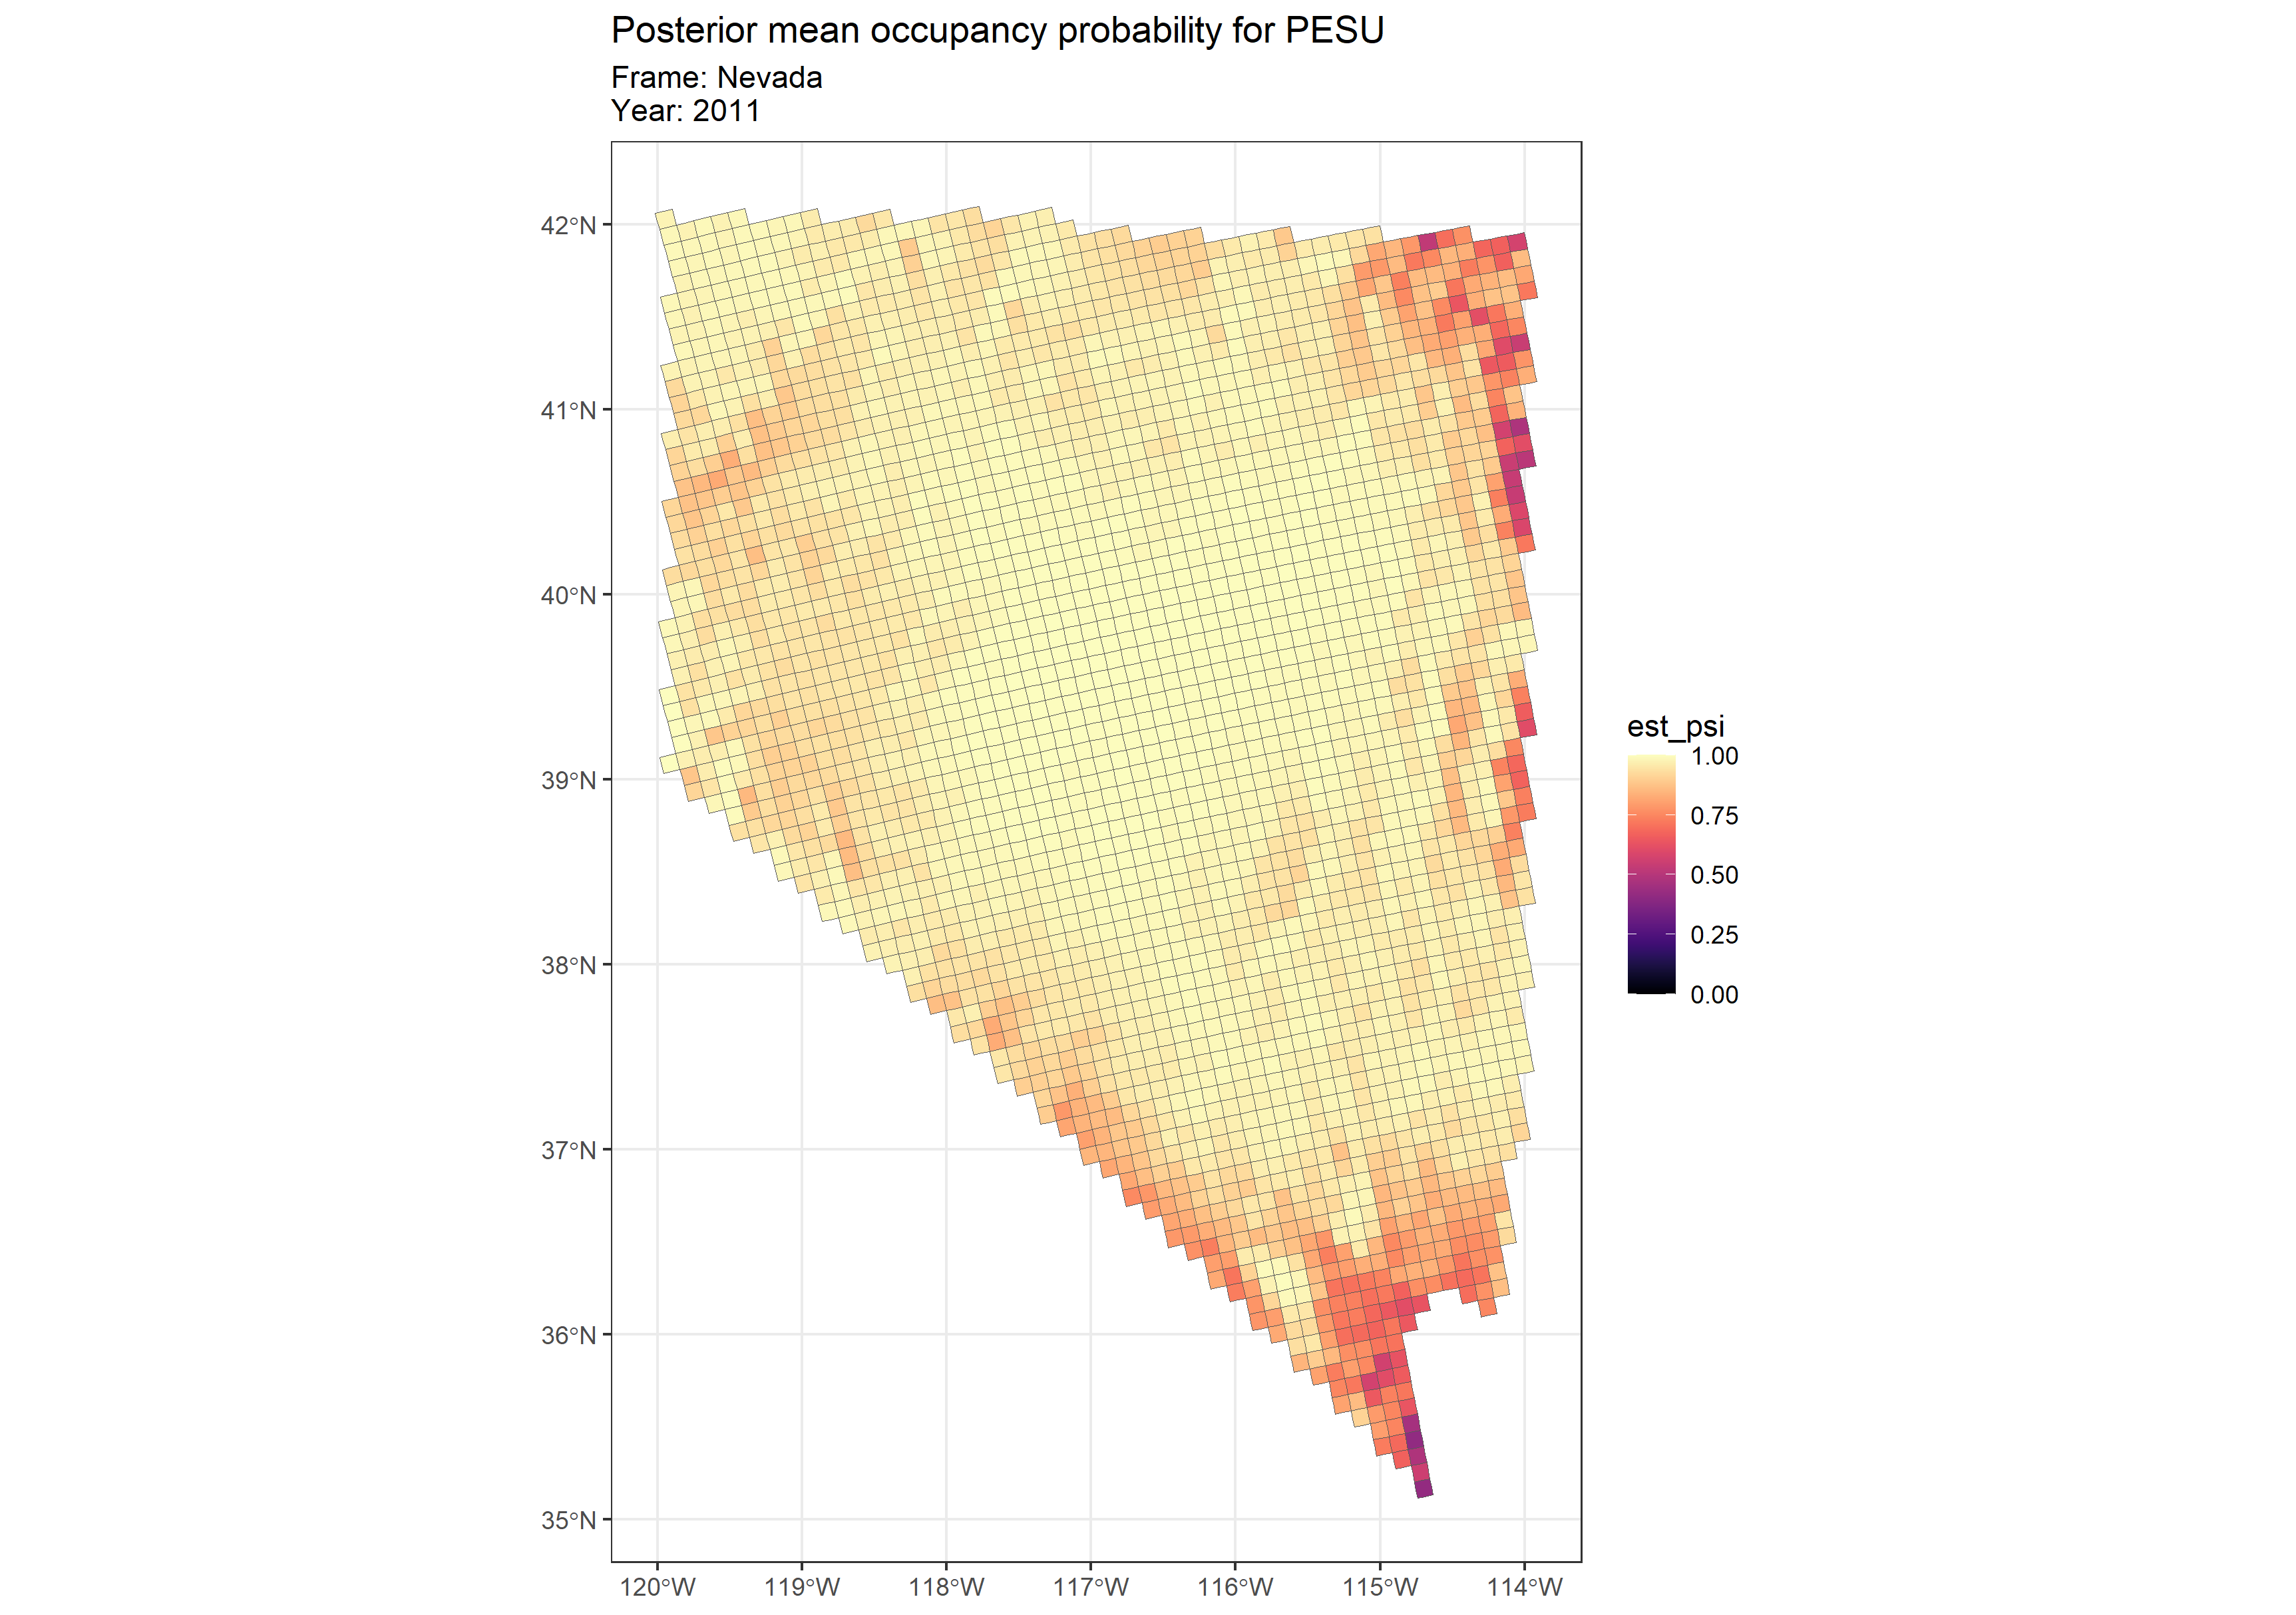 Posterior mean occupancy probability for PESU
Frame: Nevada
Year: 2011
42°N
41°N
40°N
39°N
38°N
37°N
36°N
35°N
120°W
119°W
118°W
117°W
116°W
115°W
114°W
est_psi
1.00
0.75
0.50
0.25
0.00